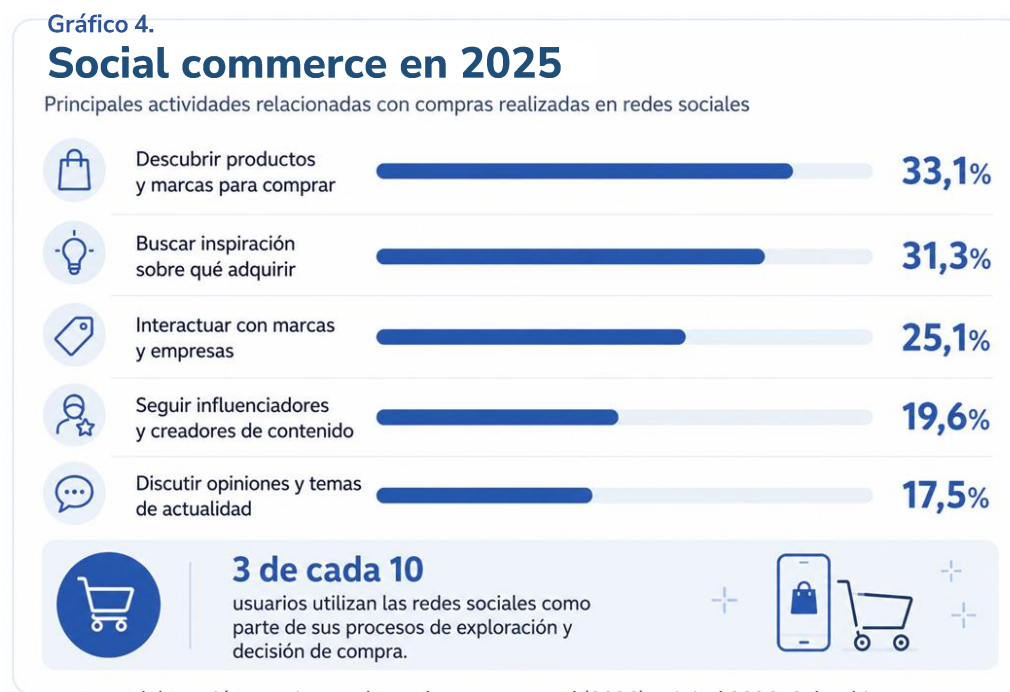 Gráfico 4.
Social commerce en 2025
Principales actividades relacionadas con compras realizadas en redes sociales
Descubrir productos
y marcas para comprar
33,1%
Buscar inspiración
sobre qué adquirir
31,3%
Interactuar con marcas
y empresas
25,1%
Seguir influenciadores
y creadores de contenido
19,6%
Discutir opiniones y temas
de actualidad
17,5%
3 de cada 10
usuarios utilizan las redes sociales como
parte de sus procesos de exploración y
decisión de compra.